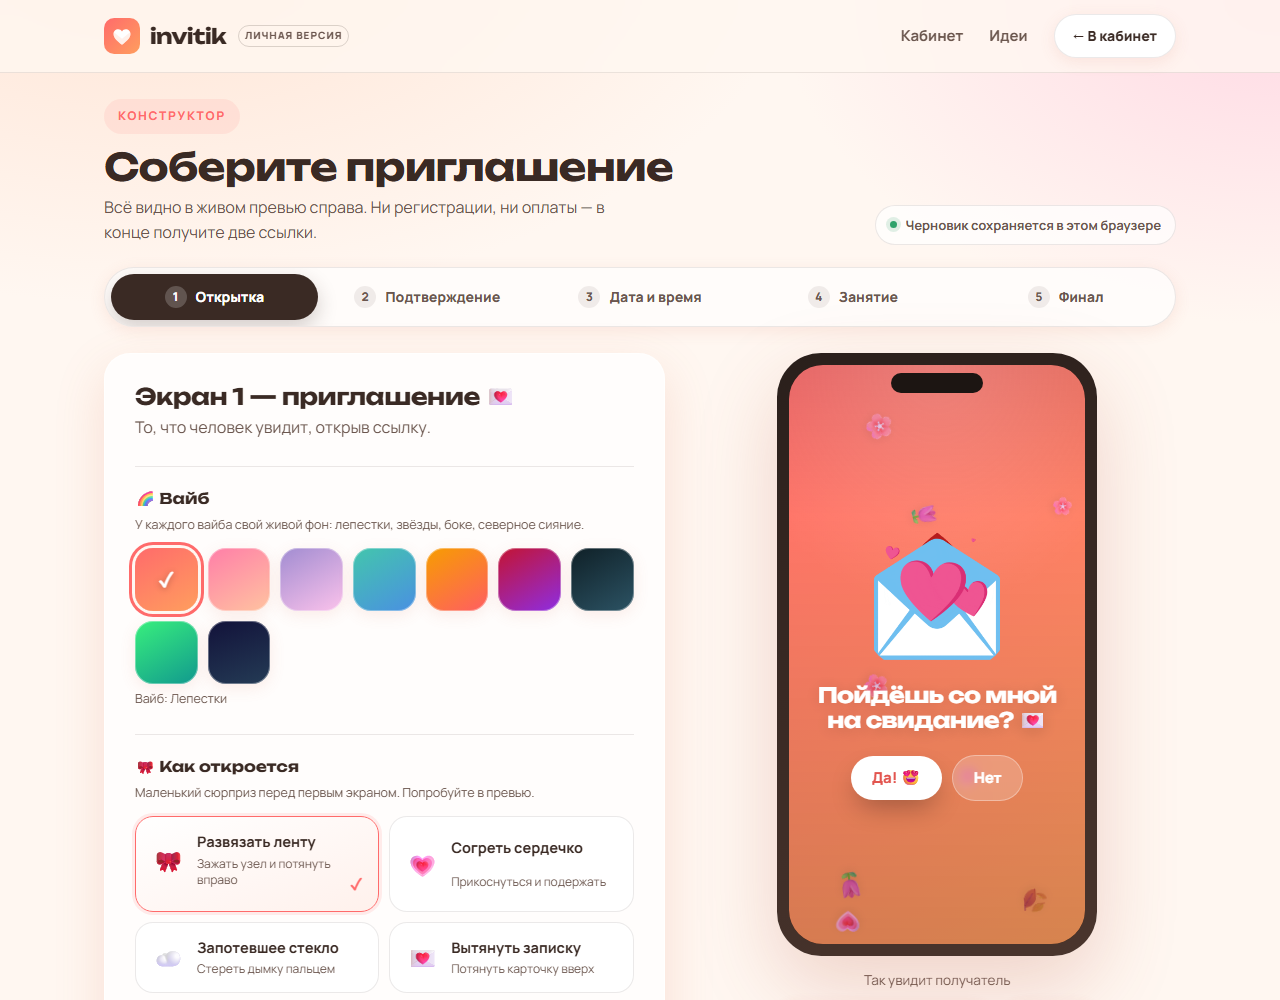 invitik
ЛИЧНАЯ ВЕРСИЯ
Кабинет
Идеи
← В кабинет
КОНСТРУКТОР
Соберите приглашение
Всё видно в живом превью справа. Ни регистрации, ни оплаты — в
конце получите две ссылки.
Черновик сохраняется в этом браузере
1 Открытка
2 Подтверждение
3 Дата и время
4 Занятие
5 Финал
Экран 1 — приглашение 💌
То, что человек увидит, открыв ссылку.
🌈 Вайб
У каждого вайба свой живой фон: лепестки, звёзды, боке, северное сияние.
✓
Вайб: Лепестки
🎀 Как откроется
Маленький сюрприз перед первым экраном. Попробуйте в превью.
Развязать ленту
Зажать узел и потянуть
вправо
✓
Согреть сердечко
Прикоснуться и подержать
Запотевшее стекло
Стереть дымку пальцем
Вытянуть записку
Потянуть карточку вверх
Пойдёшь со мной
на свидание? 💌
Да! 😍
Нет
Так увидит получатель